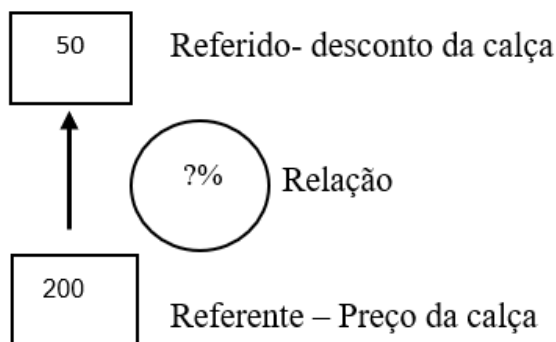 50
Referido- desconto da calça
?%
Relação
200
Referente – Preço da calça